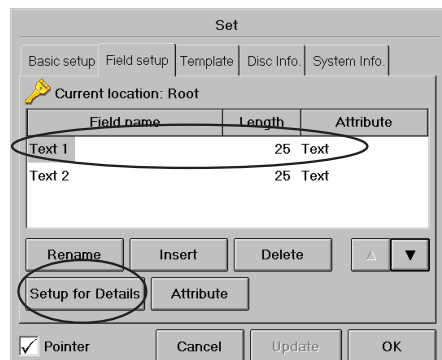 Set
Basic setup Field setup Template Disc Info. System Info.
Current location: Root
Field name Length Attribute
Text 1 25 Text
Text 2 25 Text
Rename Insert Delete
Setup for Details Attribute
Pointer Cancel Update OK